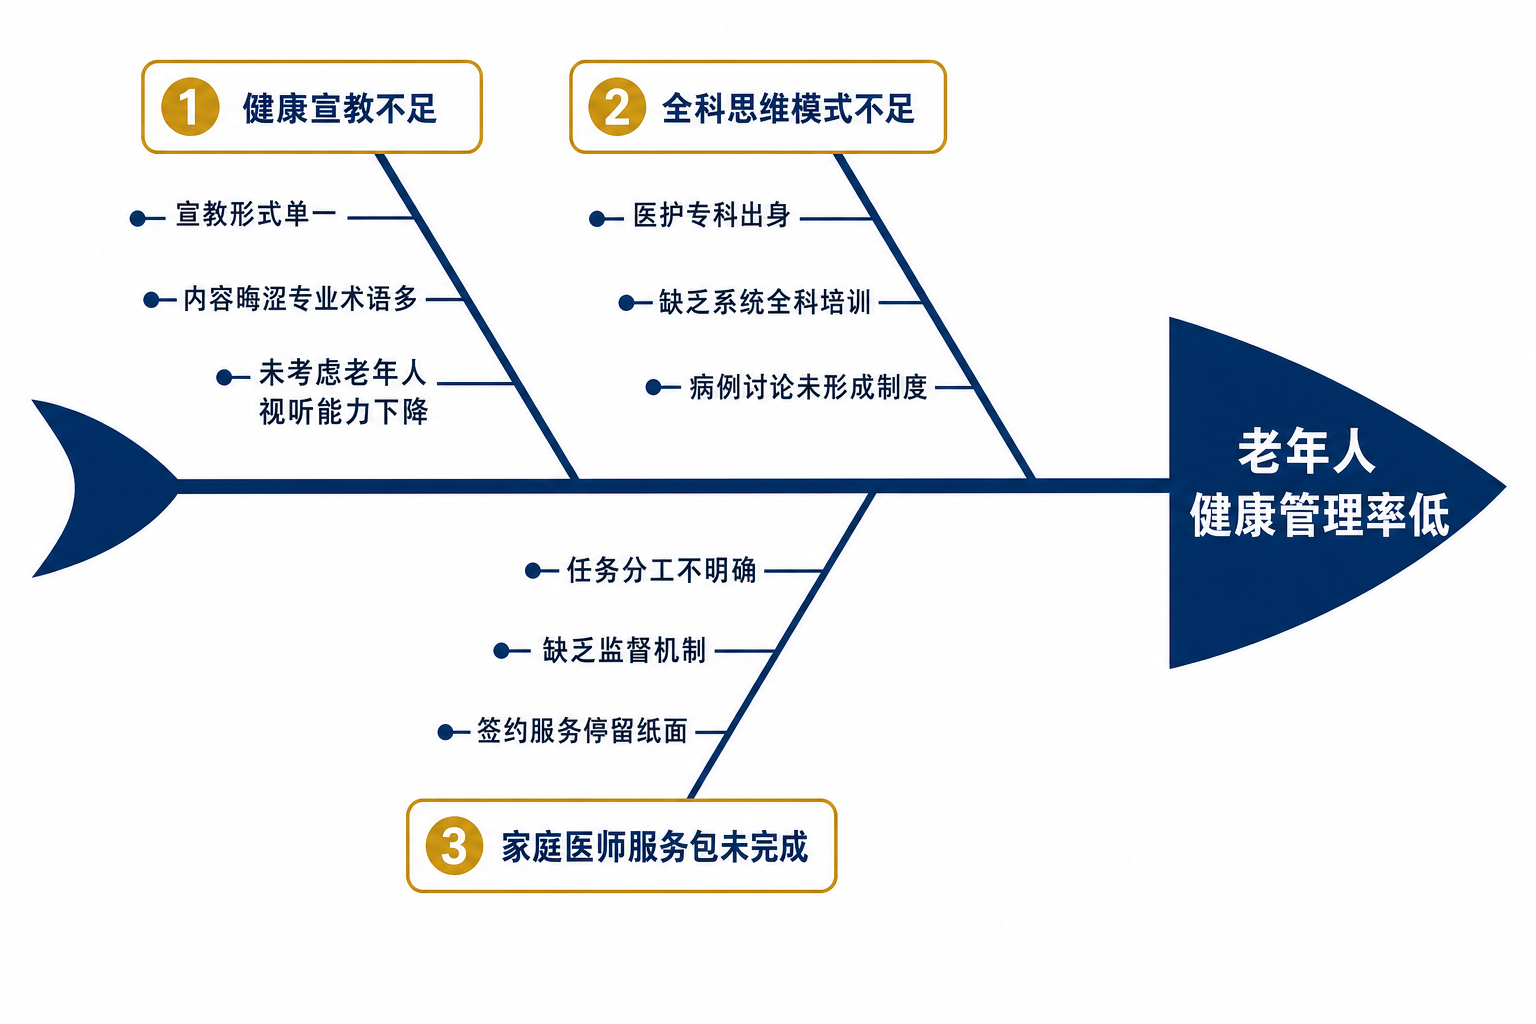 1 健康宣教不足
宣教形式单一
内容晦涩专业术语多
未考虑老年人
视听能力下降
2 全科思维模式不足
医护专科出身
缺乏系统全科培训
病例讨论未形成制度
老年人
健康管理率低
任务分工不明确
缺乏监督机制
签约服务停留纸面
3 家庭医师服务包未完成